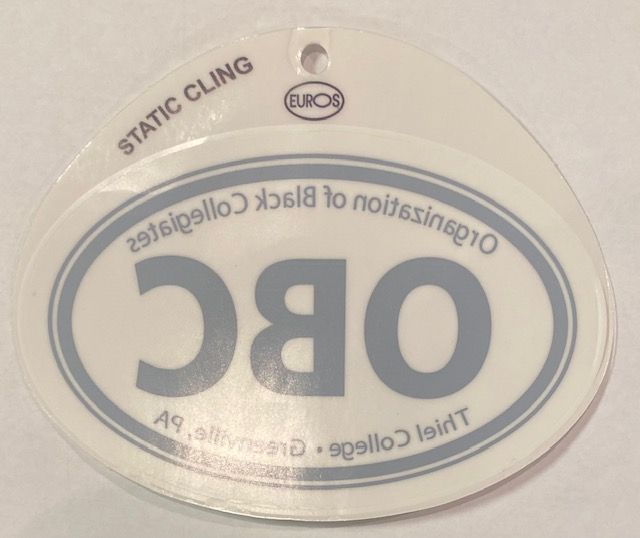 STATIC CLING
EUROS
Organization of Black Collegiates
OBC
Thiel College • Greenville, PA